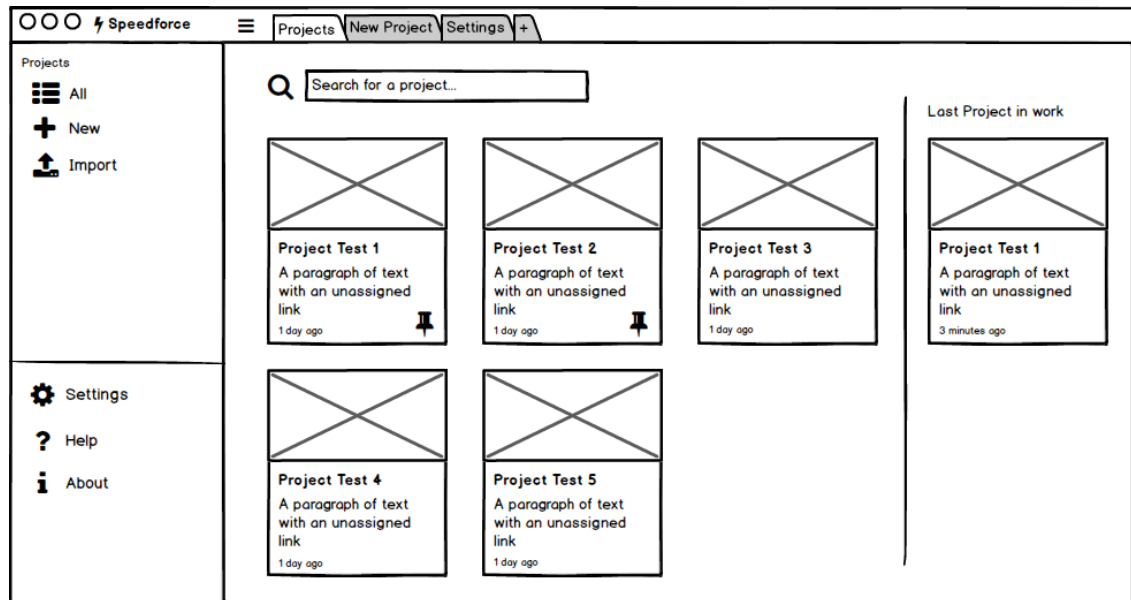 Speedforce
Projects
New Project
Settings
+
Projects
All
New
Import
Settings
Help
About
Search for a project...
Project Test 1
A paragraph of text
with an unassigned
link
1 day ago
Project Test 2
A paragraph of text
with an unassigned
link
1 day ago
Project Test 3
A paragraph of text
with an unassigned
link
1 day ago
Project Test 4
A paragraph of text
with an unassigned
link
1 day ago
Project Test 5
A paragraph of text
with an unassigned
link
1 day ago
Last Project in work
Project Test 1
A paragraph of text
with an unassigned
link
3 minutes ago